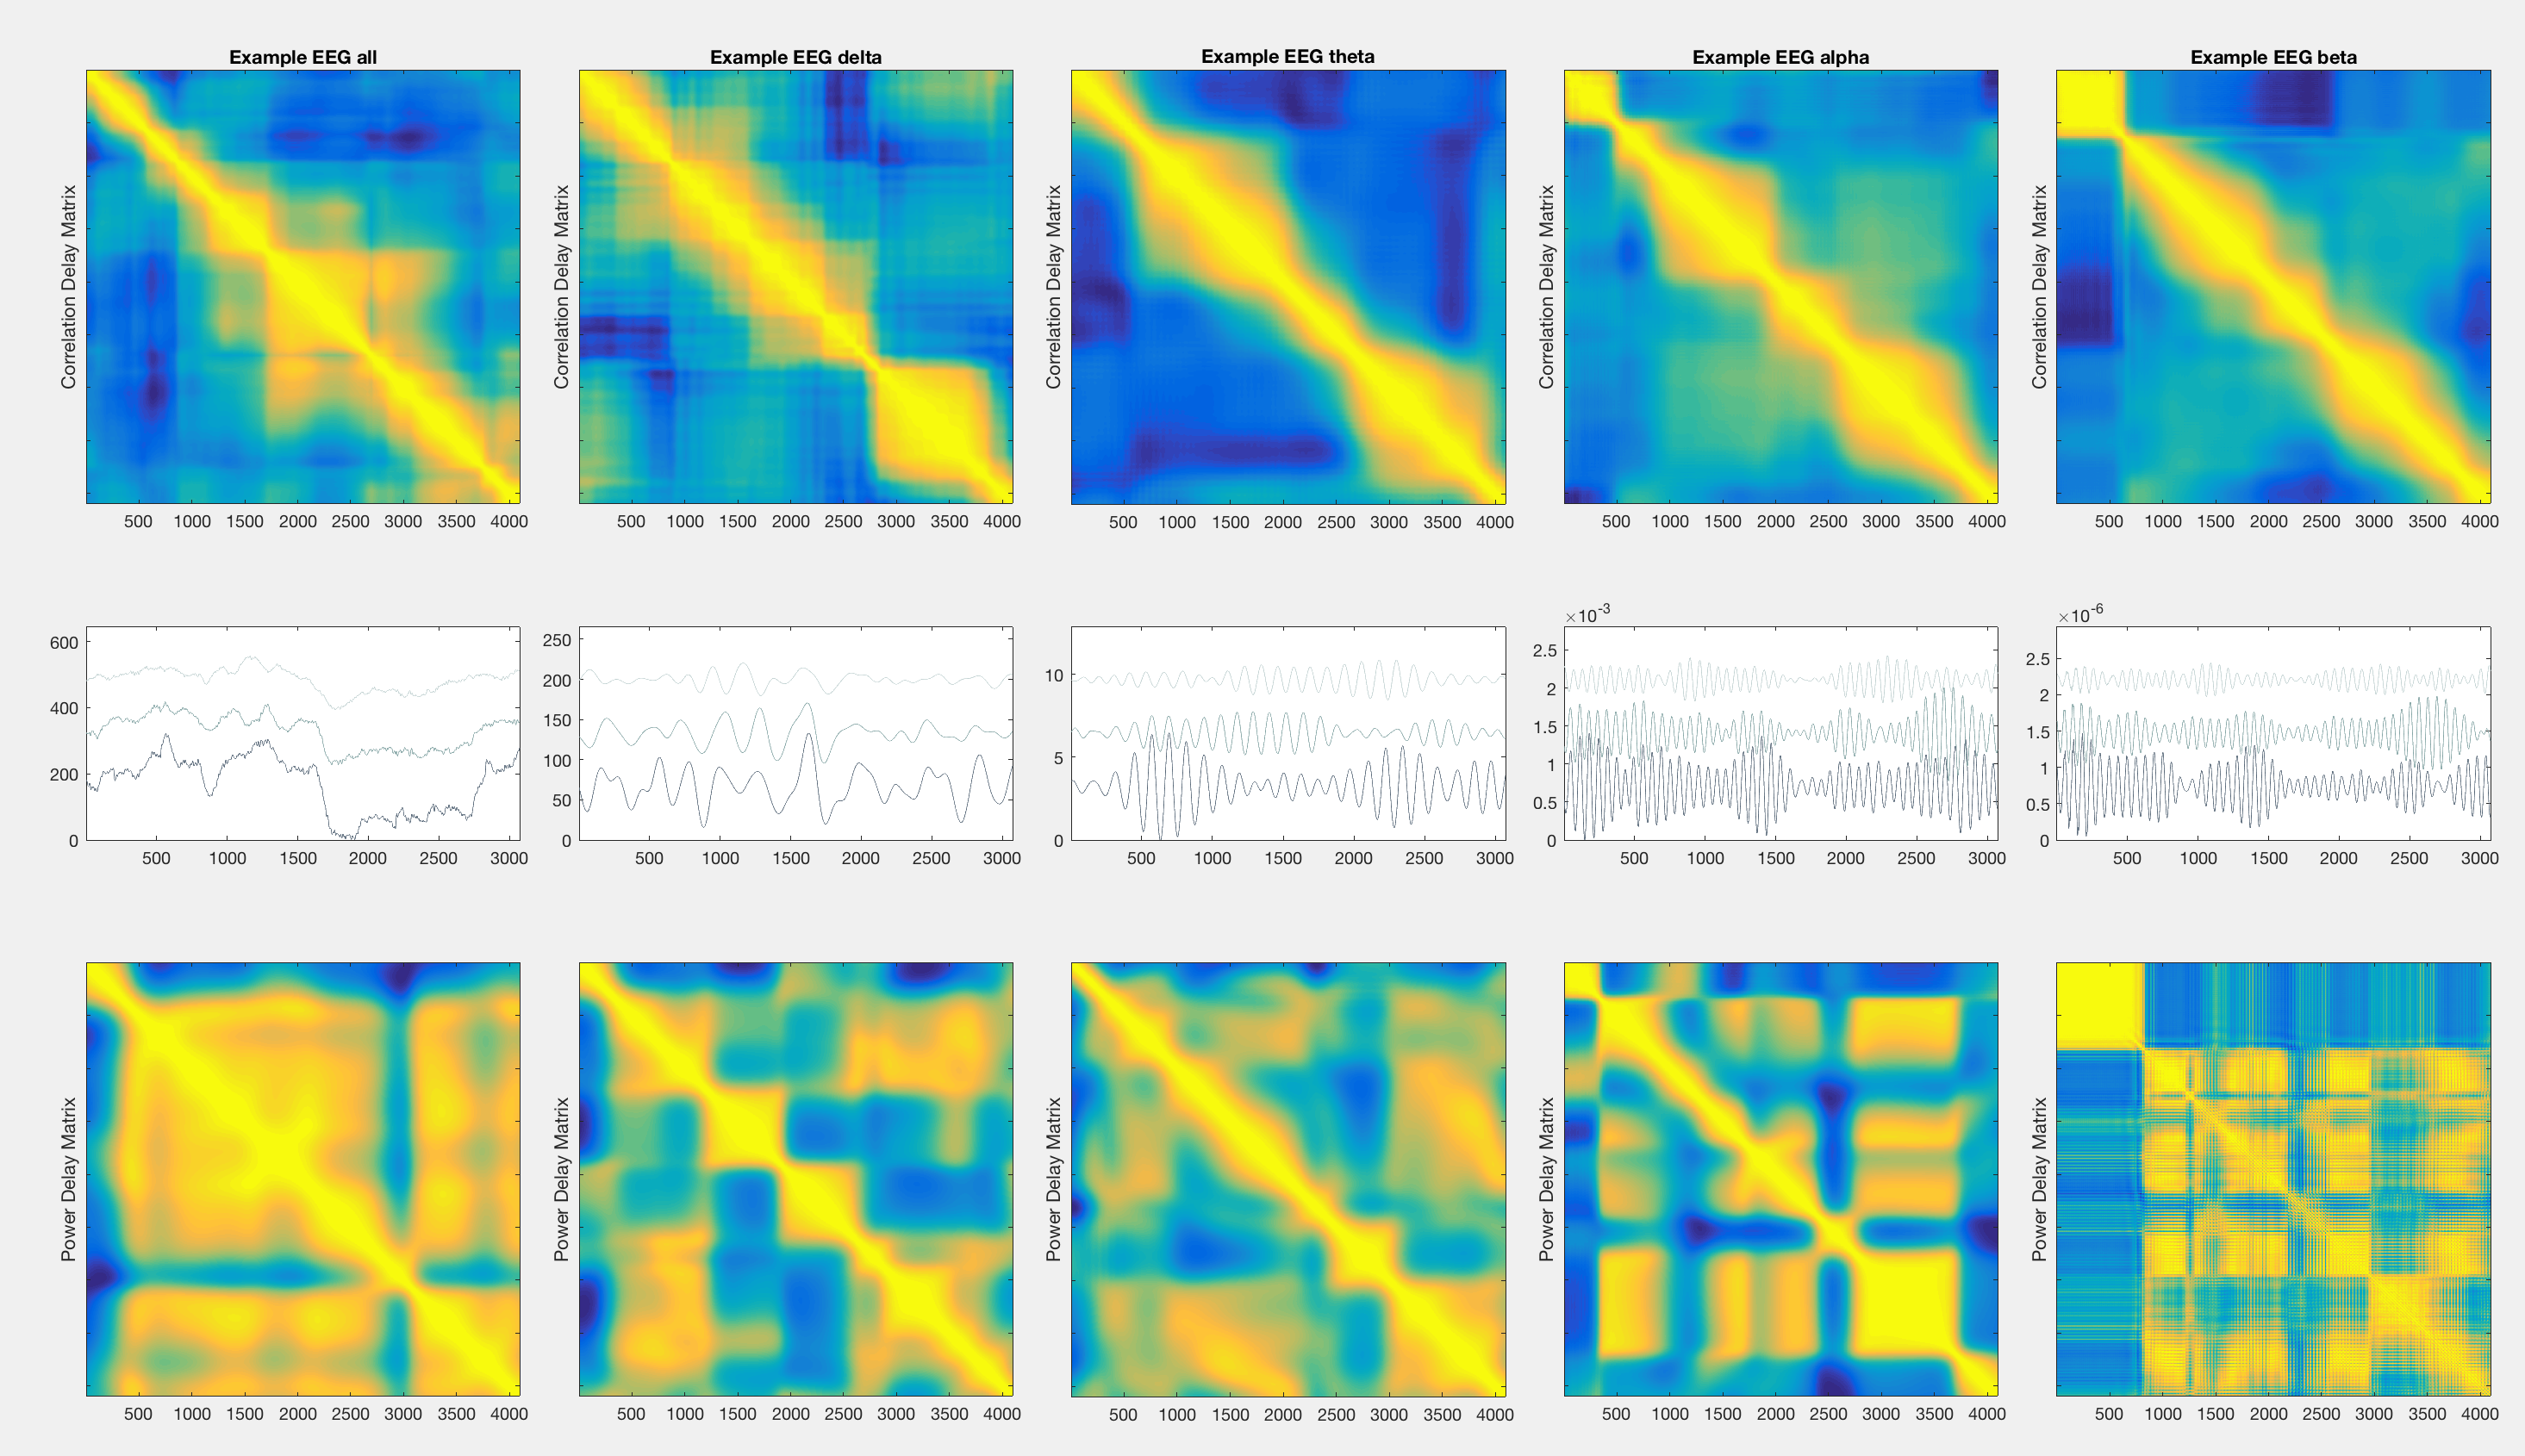 Example EEG all
Example EEG delta
Example EEG theta
Example EEG alpha
Example EEG beta
Correlation Delay Matrix
Correlation Delay Matrix
Correlation Delay Matrix
Correlation Delay Matrix
Correlation Delay Matrix
500 1000 1500 2000 2500 3000 3500 4000
500 1000 1500 2000 2500 3000 3500 4000
500 1000 1500 2000 2500 3000 3500 4000
500 1000 1500 2000 2500 3000 3500 4000
500 1000 1500 2000 2500 3000 3500 4000
600
400
200
0
500 1000 1500 2000 2500 3000
250
200
150
100
50
0
500 1000 1500 2000 2500 3000
10
5
0
500 1000 1500 2000 2500 3000
×10-3
2.5
2
1.5
1
0.5
0
500 1000 1500 2000 2500 3000
×10-6
2.5
2
1.5
1
0.5
0
500 1000 1500 2000 2500 3000
Power Delay Matrix
Power Delay Matrix
Power Delay Matrix
Power Delay Matrix
Power Delay Matrix
500 1000 1500 2000 2500 3000 3500 4000
500 1000 1500 2000 2500 3000 3500 4000
500 1000 1500 2000 2500 3000 3500 4000
500 1000 1500 2000 2500 3000 3500 4000
500 1000 1500 2000 2500 3000 3500 4000